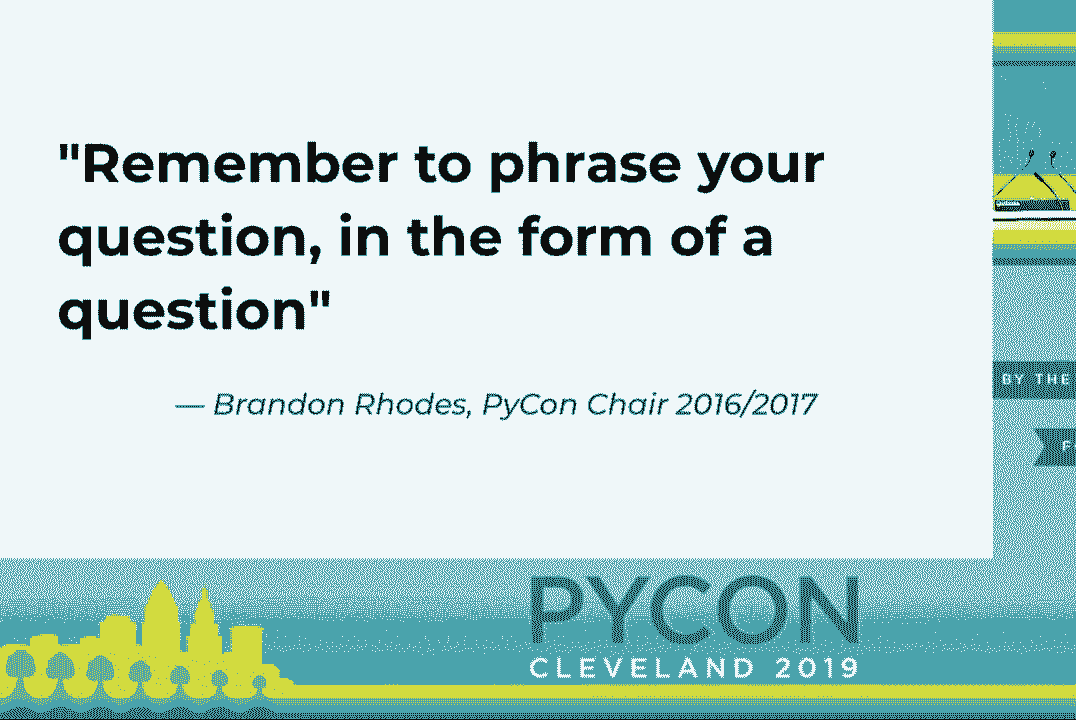 "Remember to phrase your
question, in the form of a
question"
— Brandon Rhodes, PyCon Chair 2016/2017
BY THE
PYCON
CLEVELAND 2019